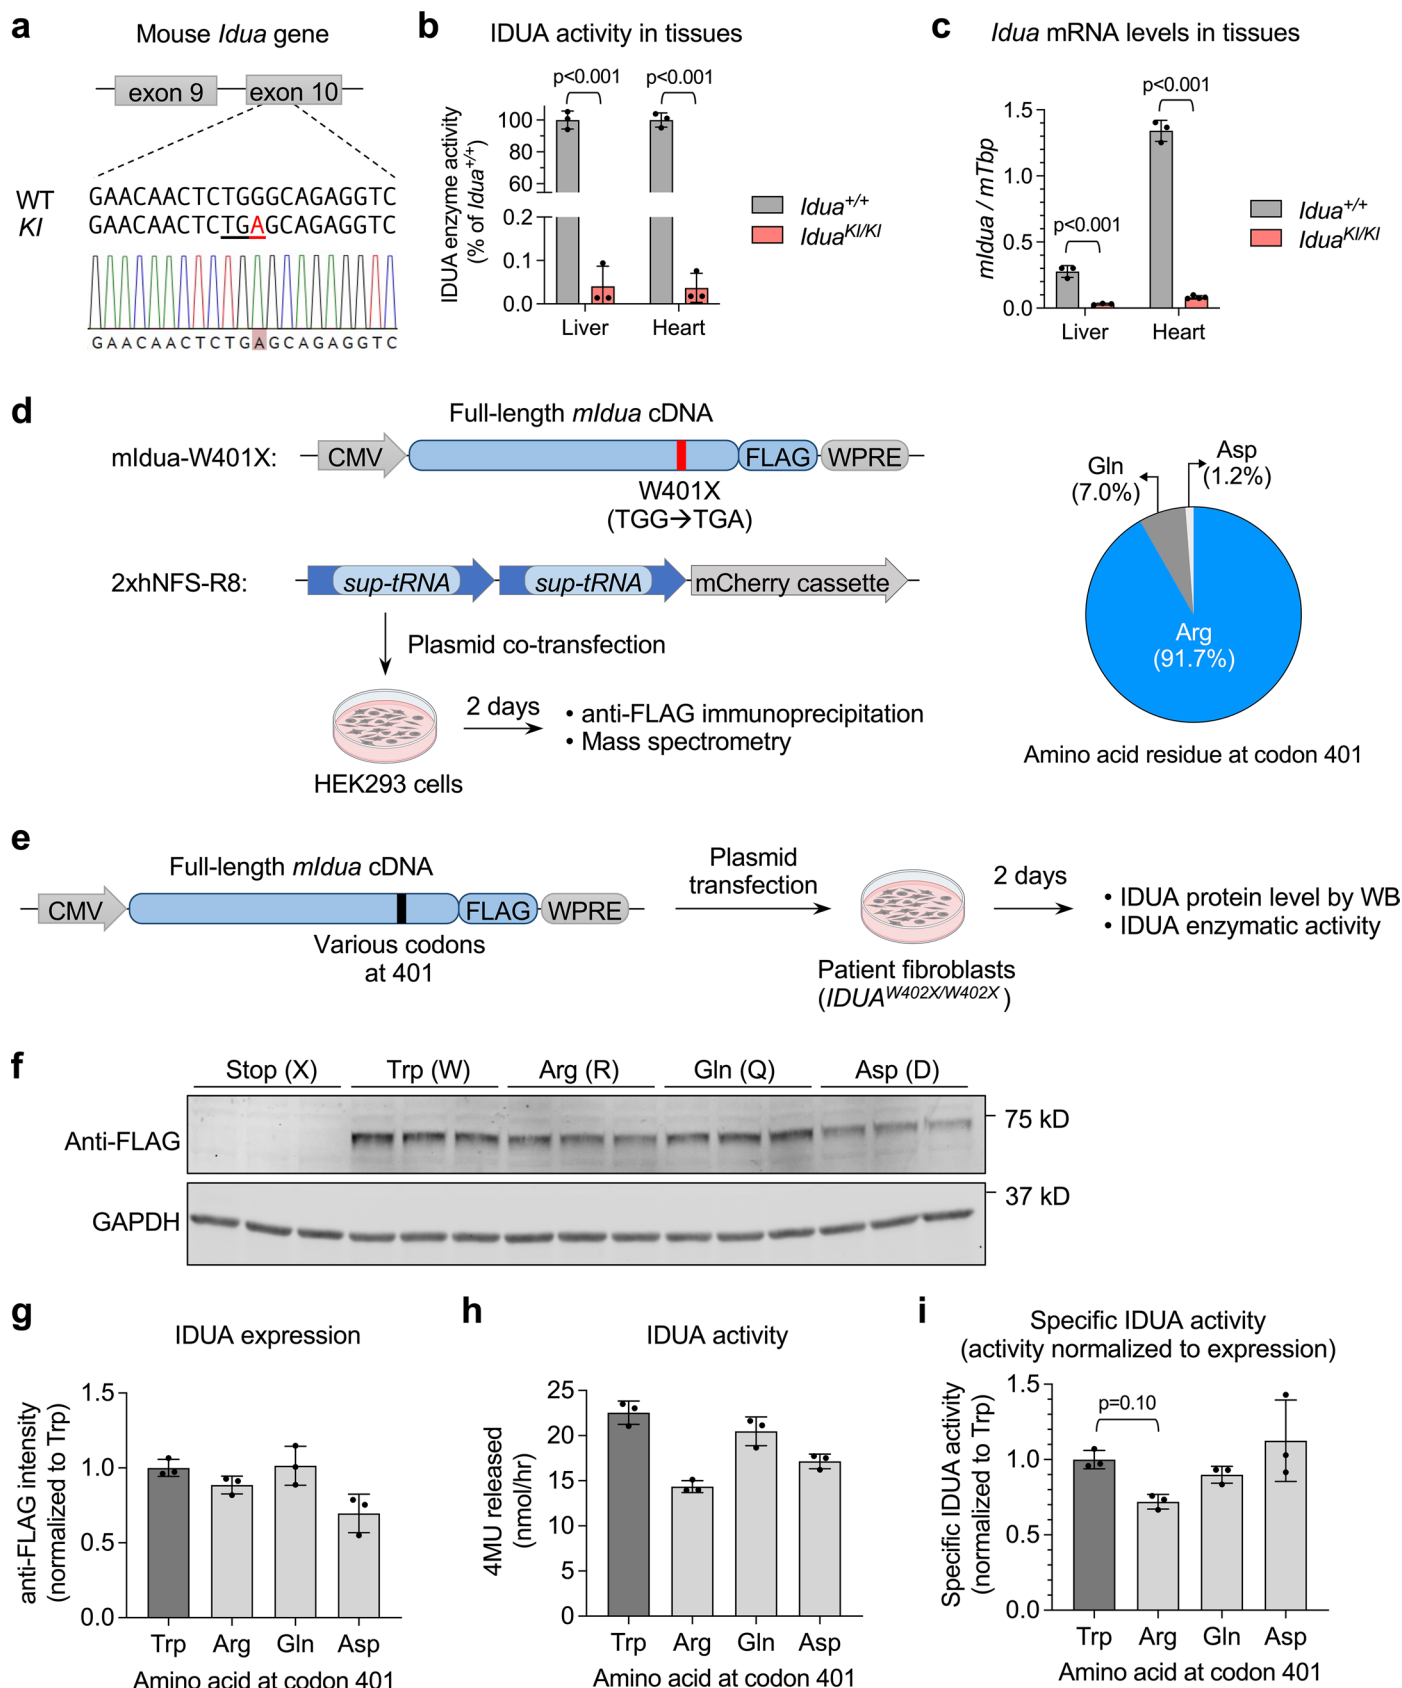 a
Mouse Idua gene
exon 9
exon 10
WT
GAACAACTCTGGGCAGAGGTC
KI
GAACAACTCTGAGCAGAGGTC
GAACAACTCTGAGCAGAGGTC
b
IDUA activity in tissues
p<0.001
p<0.001
IDUA enzyme activity
(% of Idua+/+)
100
80
60
0.2
0.1
0.0
Liver
Heart
Idua+/+
IduaKI/KI
c
Idua mRNA levels in tissues
p<0.001
p<0.001
mIdua / mTbp
1.5
1.0
0.5
0.0
Liver
Heart
Idua+/+
IduaKI/KI
d
Full-length mIdua cDNA
mIdua-W401X:
CMV
FLAG
WPRE
W401X
(TGG→TGA)
2xhNFS-R8:
sup-tRNA
sup-tRNA
mCherry cassette
Plasmid co-transfection
2 days
• anti-FLAG immunoprecipitation
• Mass spectrometry
HEK293 cells
Gln
(7.0%)
Asp
(1.2%)
Arg
(91.7%)
Amino acid residue at codon 401
e
Full-length mIdua cDNA
CMV
FLAG
WPRE
Various codons
at 401
Plasmid
transfection
Patient fibroblasts
(IDUAW402X/W402X )
2 days
• IDUA protein level by WB
• IDUA enzymatic activity
f
Stop (X)
Trp (W)
Arg (R)
Gln (Q)
Asp (D)
Anti-FLAG
75 kD
GAPDH
37 kD
g
IDUA expression
anti-FLAG intensity
(normalized to Trp)
1.5
1.0
0.5
0.0
Trp
Arg
Gln
Asp
Amino acid at codon 401
h
IDUA activity
4MU released
(nmol/hr)
25
20
15
10
5
0
Trp
Arg
Gln
Asp
Amino acid at codon 401
i
Specific IDUA activity
(activity normalized to expression)
Specific IDUA activity
(normalized to Trp)
1.5
1.0
0.5
0.0
p=0.10
Trp
Arg
Gln
Asp
Amino acid at codon 401